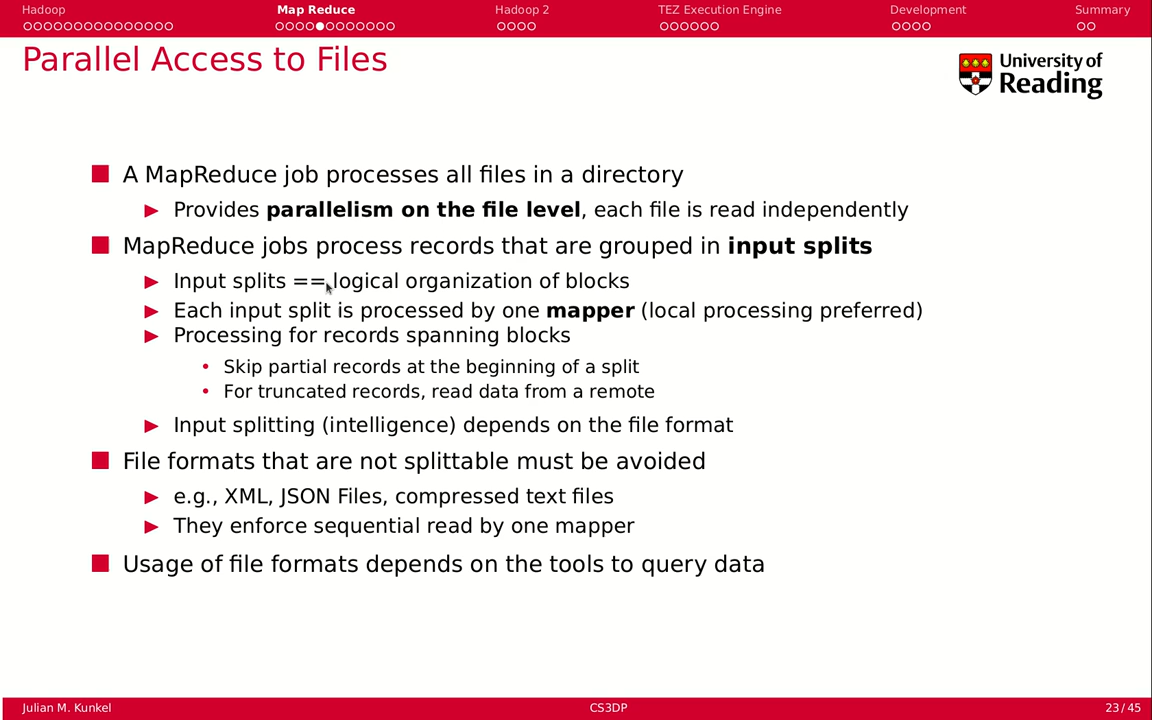 Hadoop
Map Reduce
Hadoop 2
TEZ Execution Engine
Development
Summary
Parallel Access to Files
University of
Reading
A MapReduce job processes all files in a directory
Provides parallelism on the file level, each file is read independently
MapReduce jobs process records that are grouped in input splits
Input splits == logical organization of blocks
Each input split is processed by one mapper (local processing preferred)
Processing for records spanning blocks
Skip partial records at the beginning of a split
For truncated records, read data from a remote
Input splitting (intelligence) depends on the file format
File formats that are not splittable must be avoided
e.g., XML, JSON Files, compressed text files
They enforce sequential read by one mapper
Usage of file formats depends on the tools to query data
Julian M. Kunkel
CS3DP
23 / 45